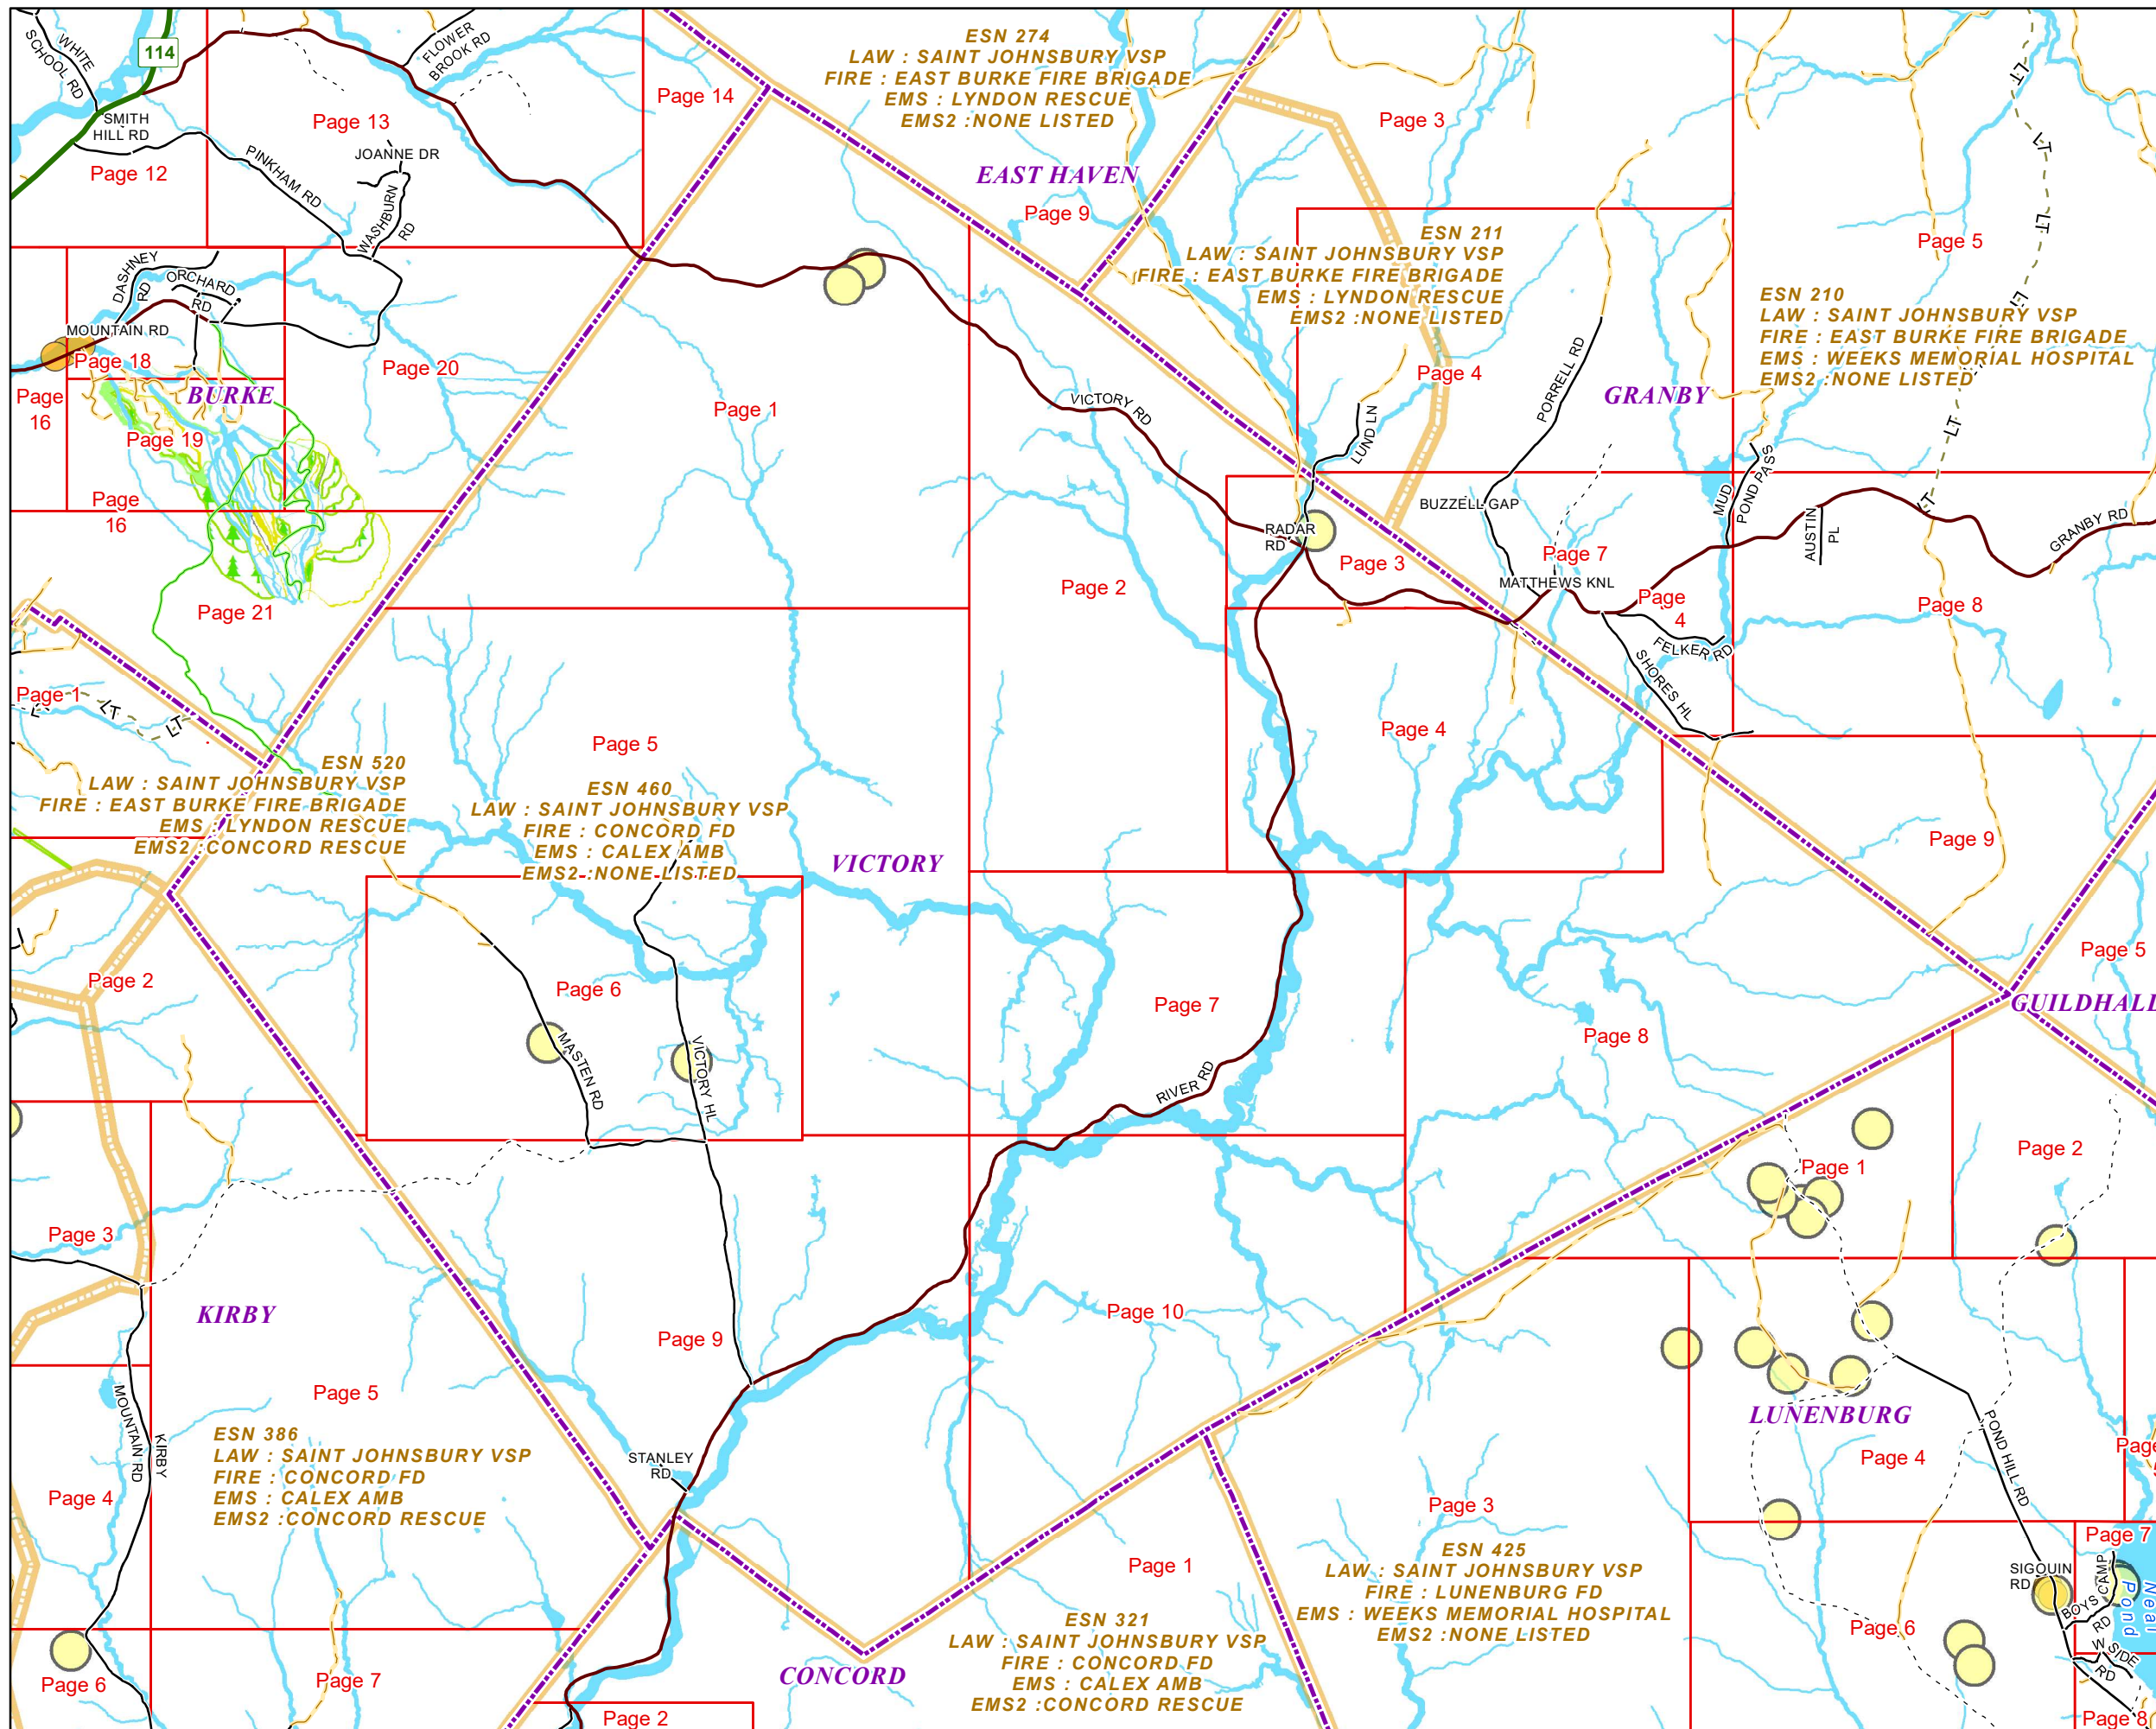 WHITE
SCHOOL RD
114
FLOWER
BROOK RD
SMITH
HILL RD
Page 12
Page 13
Page 14
JOANNE DR
PINKHAM RD
WASHBURN
RD
ESN 274
LAW : SAINT JOHNSBURY VSP
FIRE : EAST BURKE FIRE BRIGADE
EMS : LYNDON RESCUE
EMS2 :NONE LISTED
EAST HAVEN
Page 9
Page 3
ESN 211
LAW : SAINT JOHNSBURY VSP
FIRE : EAST BURKE FIRE BRIGADE
EMS : LYNDON RESCUE
EMS2 :NONE LISTED
Page 4
LT
LT
LT
LT
LT
LT
LT
Page 5
ESN 210
LAW : SAINT JOHNSBURY VSP
FIRE : EAST BURKE FIRE BRIGADE
EMS : WEEKS MEMORIAL HOSPITAL
EMS2 :NONE LISTED
DASHNEY
RD
ORCHARD
RD
MOUNTAIN RD
Page 18
BURKE
Page
16
Page 19
Page
16
Page 20
Page 21
Page 1
VICTORY RD
LUND LN
PORRELL RD
GRANBY
BUZZELL GAP
MUD
POND PASS
AUSTIN
PL
GRANBY RD
RADAR
RD
Page 3
Page 7
MATTHEWS KNL
Page
4
FELKER RD
SHORES HL
Page 8
Page 2
Page 1
LT
LT
LT
ESN 520
LAW : SAINT JOHNSBURY VSP
FIRE : EAST BURKE FIRE BRIGADE
EMS : LYNDON RESCUE
EMS2 :CONCORD RESCUE
Page 5
ESN 460
LAW : SAINT JOHNSBURY VSP
FIRE : CONCORD FD
EMS : CALEX AMB
EMS2 :NONE LISTED
VICTORY
Page 4
Page 9
Page 5
GUILDHALL
Page 2
Page 6
MASTEN RD
VICTORY HL
Page 7
RIVER RD
Page 8
Page 1
Page 2
Page 3
KIRBY
Page 9
Page 10
Page 5
MOUNTAIN RD
KIRBY
ESN 386
LAW : SAINT JOHNSBURY VSP
FIRE : CONCORD FD
EMS : CALEX AMB
EMS2 :CONCORD RESCUE
Page 4
STANLEY
RD
LUNENBURG
Page 4
POND HILL RD
Page
Page 3
Page 1
ESN 425
LAW : SAINT JOHNSBURY VSP
FIRE : LUNENBURG FD
EMS : WEEKS MEMORIAL HOSPITAL
EMS2 :NONE LISTED
ESN 321
LAW : SAINT JOHNSBURY VSP
FIRE : CONCORD FD
EMS : CALEX AMB
EMS2 :CONCORD RESCUE
CONCORD
Page 7
SIGOUIN
RD
BOYS CAMP
RD
Neal
Pond
W SIDE
RD
Page 6
Page 8
Page 6
Page 7
Page 2